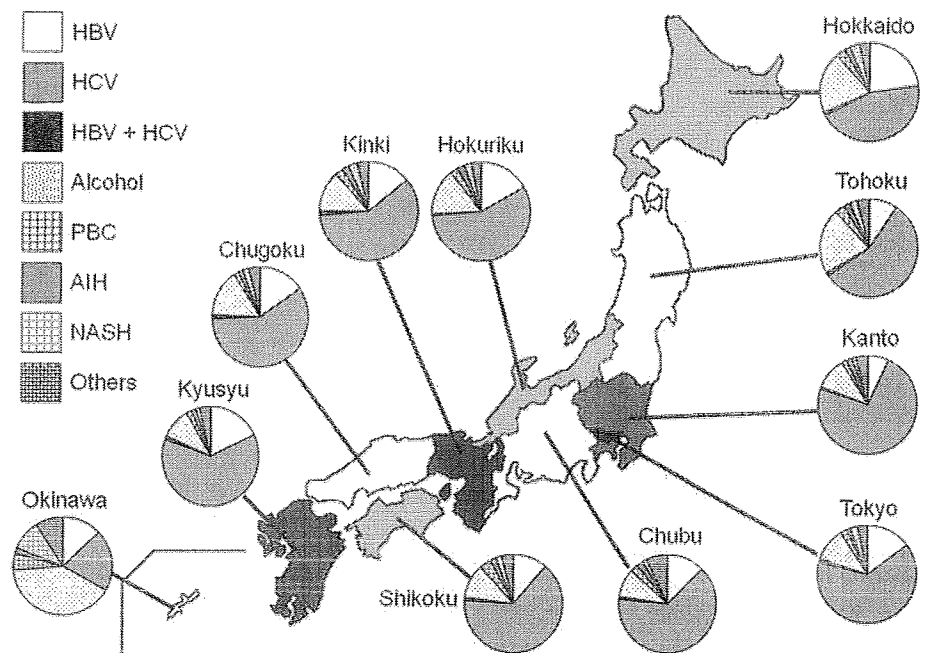 HBV
HCV
HBV + HCV
Alcohol
PBC
AIH
NASH
Others
Hokkaido
Kinki
Hokuriku
Tohoku
Chugoku
Kanto
Kyusyu
Okinawa
Tokyo
Chubu
Shikoku